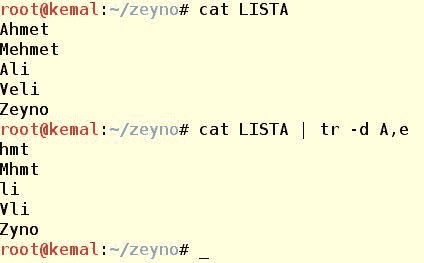 root@kemal:~/zeyno# cat LISTA
Ahmet
Mehmet
Ali
Veli
Zeyno
root@kemal:~/zeyno# cat LISTA | tr -d A,e
hmt
Mhmt
li
Vli
Zyno
root@kemal:~/zeyno# _